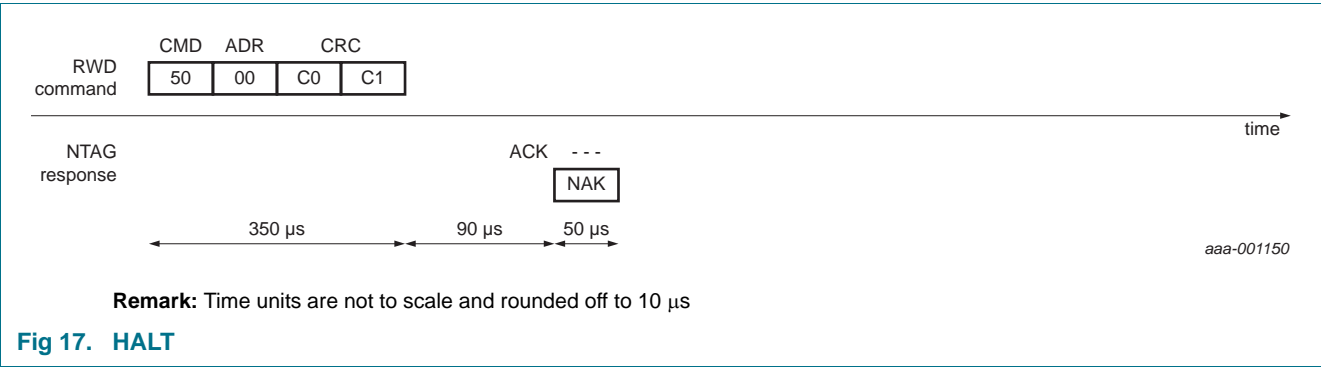 CMD ADR CRC
RWD command
50 00 C0 C1
time
NTAG response
ACK - - -
NAK
350 µs 90 µs 50 µs
aaa-001150
Remark: Time units are not to scale and rounded off to 10 µs
Fig 17. HALT